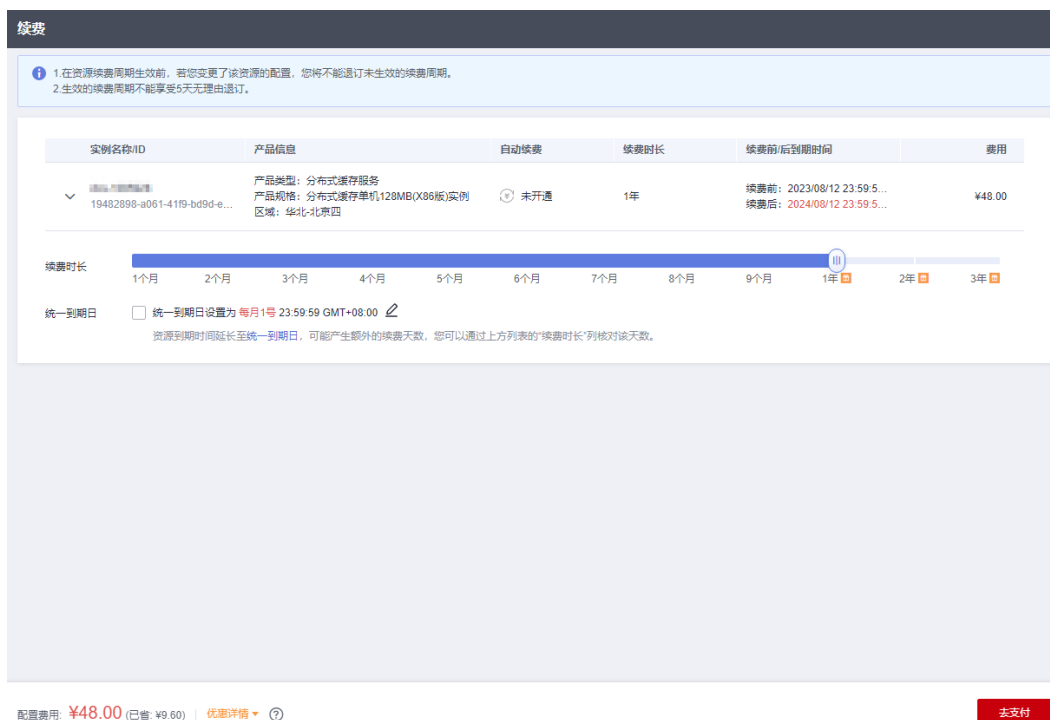 续费
1.在资源续费周期生效前，若您变更了该资源的配置，您将不能退订未生效的续费周期。
2.生效的续费周期不能享受5天无理由退订。
实例名称/ID 产品信息 自动续费 续费时长 续费前/后到期时间 费用
产品类型：分布式缓存服务
产品规格：分布式缓存单机128MB(X86版)实例
区域：华北-北京四
19482898-a061-41f9-bd9d-e...
未开通
1年
续费前：2023/08/12 23:59:5...
续费后：2024/08/12 23:59:5...
¥48.00
续费时长
1个月 2个月 3个月 4个月 5个月 6个月 7个月 8个月 9个月 1年 2年 3年
统一到期日 统一到期日设置为 每月1号 23:59:59 GMT+08:00
资源到期时间延长至统一到期日，可能产生额外的续费天数，您可以通过上方列表的“续费时长”列核对该天数。
配置费用: ¥48.00 (已省: ¥9.60) 优惠详情
去支付